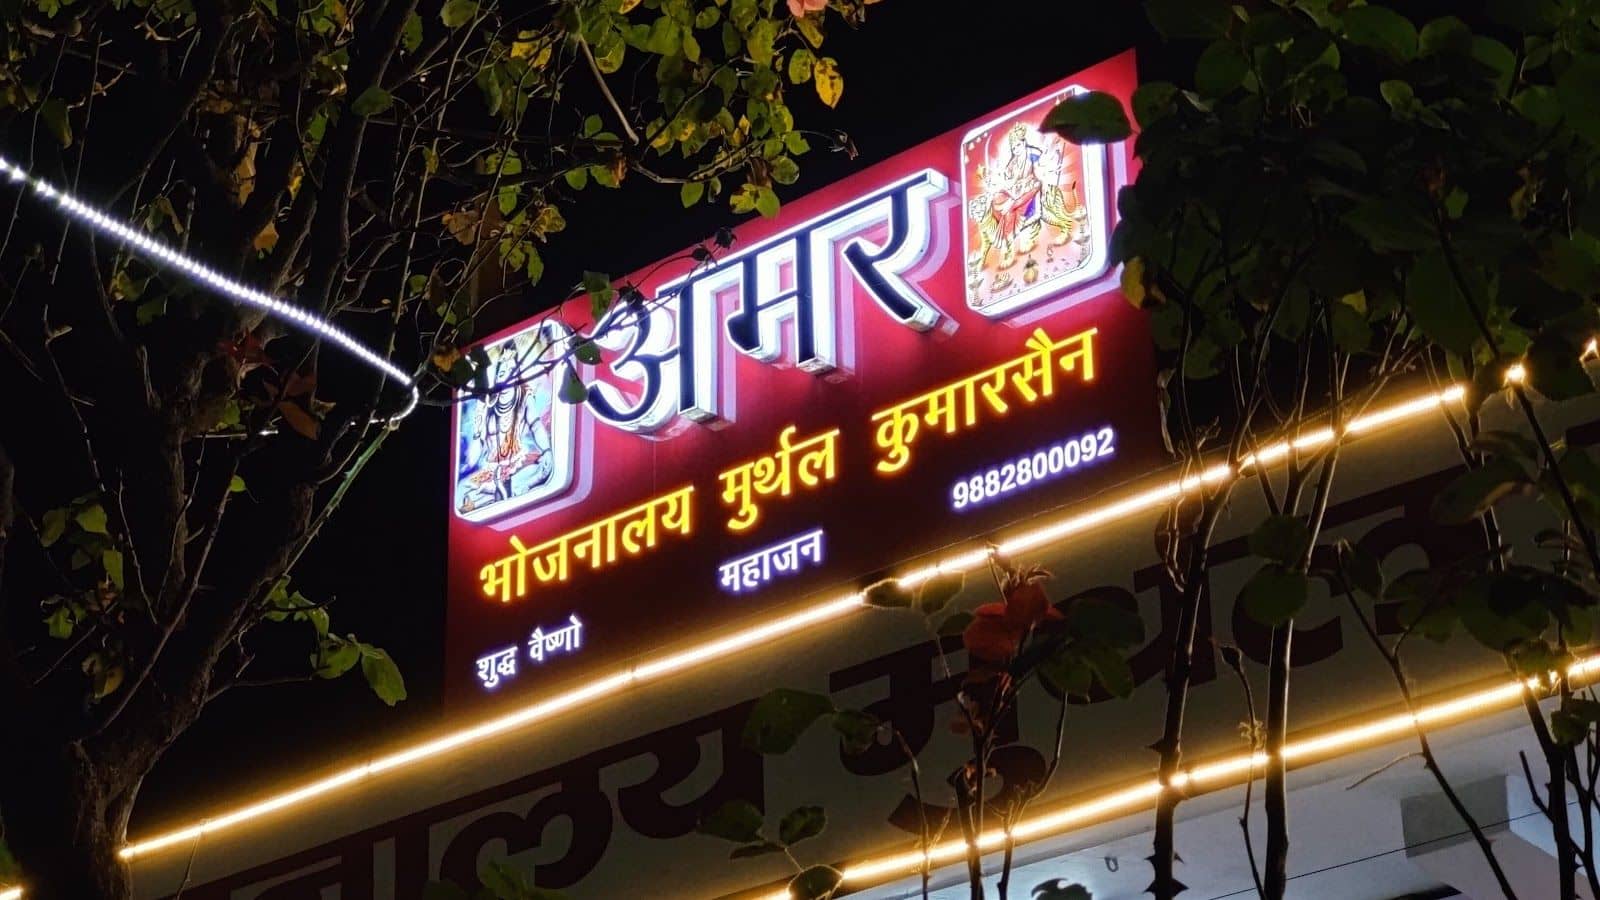 अमर
भोजनालय मुर्थल कुमारसैन
9882800092
महाजन
शुद्ध वैष्णो